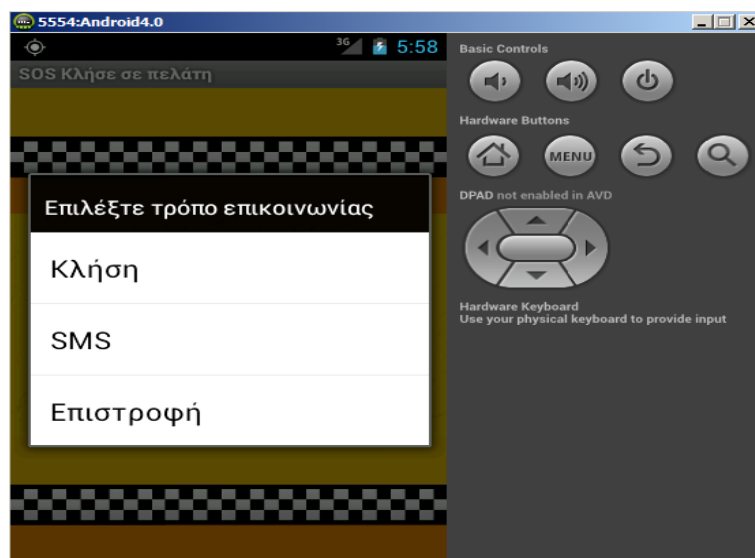 5554:Android4.0
3G 5:58
SOS Κλήσε σε πελάτη
Επιλέξτε τρόπο επικοινωνίας
Κλήση
SMS
Επιστροφή
Basic Controls
Hardware Buttons
MENU
DPAD not enabled in AVD
Hardware Keyboard
Use your physical keyboard to provide input